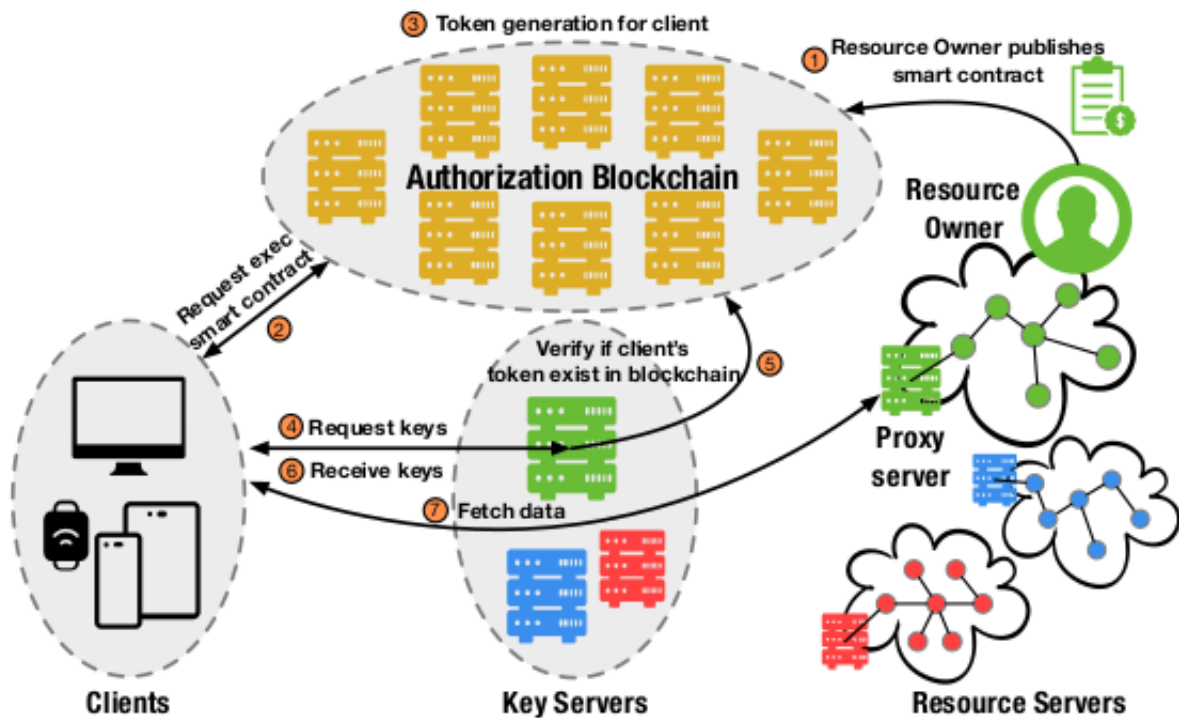 ③ Token generation for client
① Resource Owner publishes
smart contract
$
Authorization Blockchain
Resource
Owner
Request exec
smart contract
②
Verify if client's
token exist in blockchain
⑤
④ Request keys
⑥ Receive keys
⑦ Fetch data
Proxy
server
Clients
Key Servers
Resource Servers